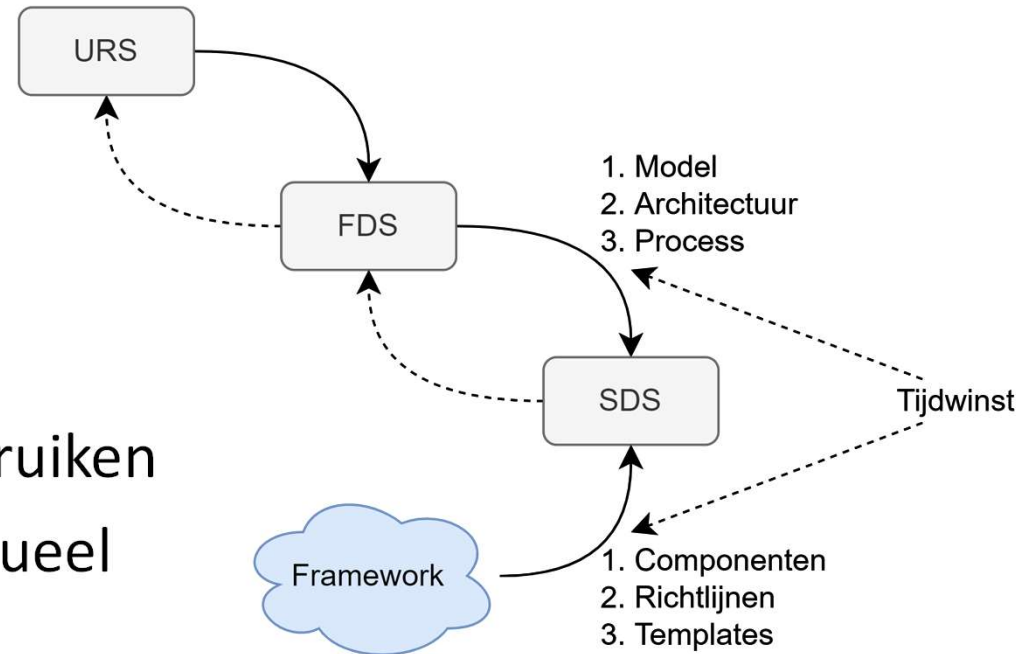 URS
FDS
1. Model
2. Architectuur
3. Process
SDS
Tijdwinst
ruiken
ueel
Framework
1. Componenten
2. Richtlijnen
3. Templates